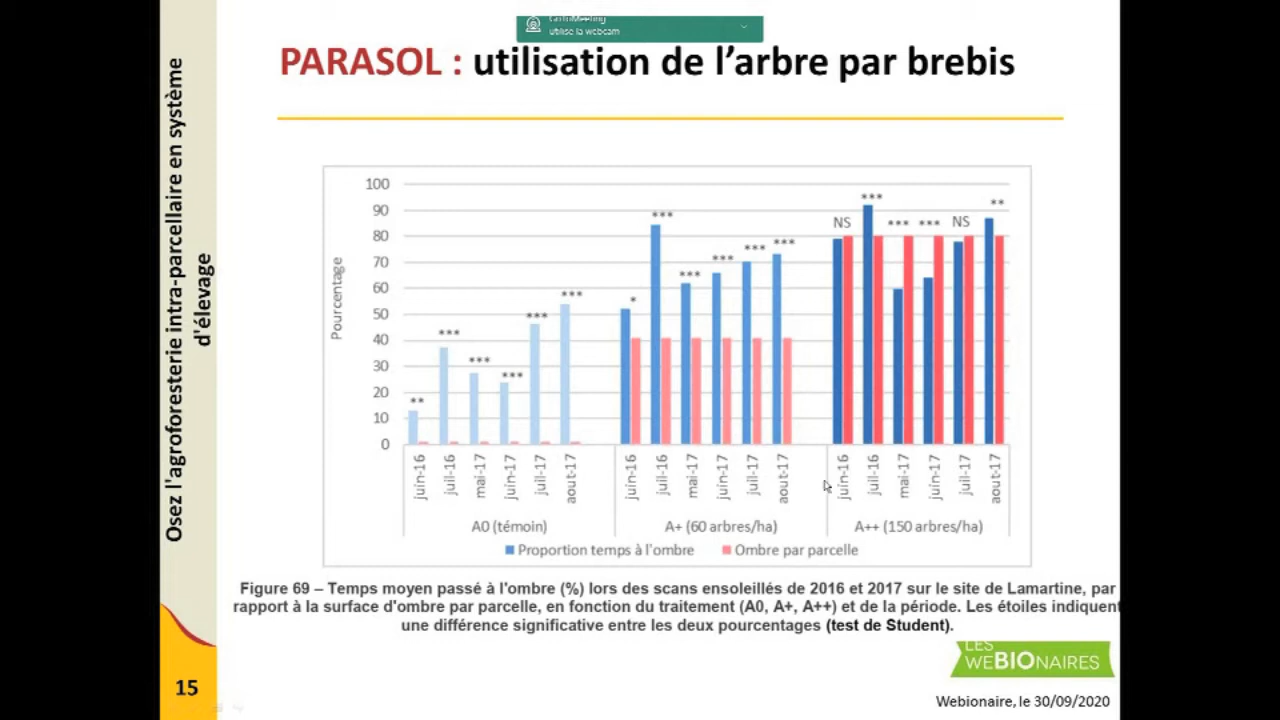 utilise la webcam
PARASOL : utilisation de l'arbre par brebis
Osez l'agroforesterie intra-parcellaire en système
d'élevage
100
90
80
70
60
50
40
30
20
10
0
Pourcentage
** *** *** *** *** ***
* *** *** *** *** ***
NS *** *** *** NS **
juin-16 juil-16 mai-17 juin-17 juil-17 aout-17
juin-16 juil-16 mai-17 juin-17 juil-17 aout-17
juin-16 juil-16 mai-17 juin-17 juil-17 aout-17
A0 (témoin) A+ (60 arbres/ha) A++ (150 arbres/ha)
Proportion temps à l'ombre Ombre par parcelle
Figure 69 – Temps moyen passé à l'ombre (%) lors des scans ensoleillés de 2016 et 2017 sur le site de Lamartine, par
rapport à la surface d'ombre par parcelle, en fonction du traitement (A0, A+, A++) et de la période. Les étoiles indiquent
une différence significative entre les deux pourcentages (test de Student).
LES
WEBIONAIRES
15
Webionaire, le 30/09/2020